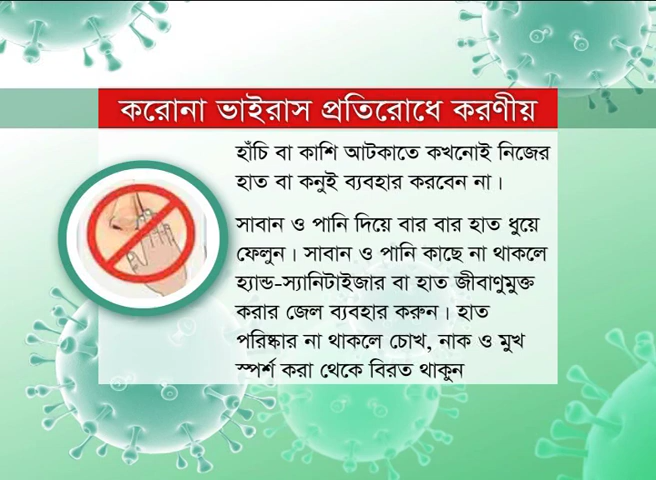 করোনা ভাইরাস প্রতিরোধে করণীয়
হাঁচি বা কাশি আটকাতে কখনোই নিজের
হাত বা কনুই ব্যবহার করবেন না।
সাবান ও পানি দিয়ে বার বার হাত ধুয়ে
ফেলুন। সাবান ও পানি কাছে না থাকলে
হ্যান্ড-স্যানিটাইজার বা হাত জীবাণুমুক্ত
করার জেল ব্যবহার করুন। হাত
পরিষ্কার না থাকলে চোখ, নাক ও মুখ
স্পর্শ করা থেকে বিরত থাকুন